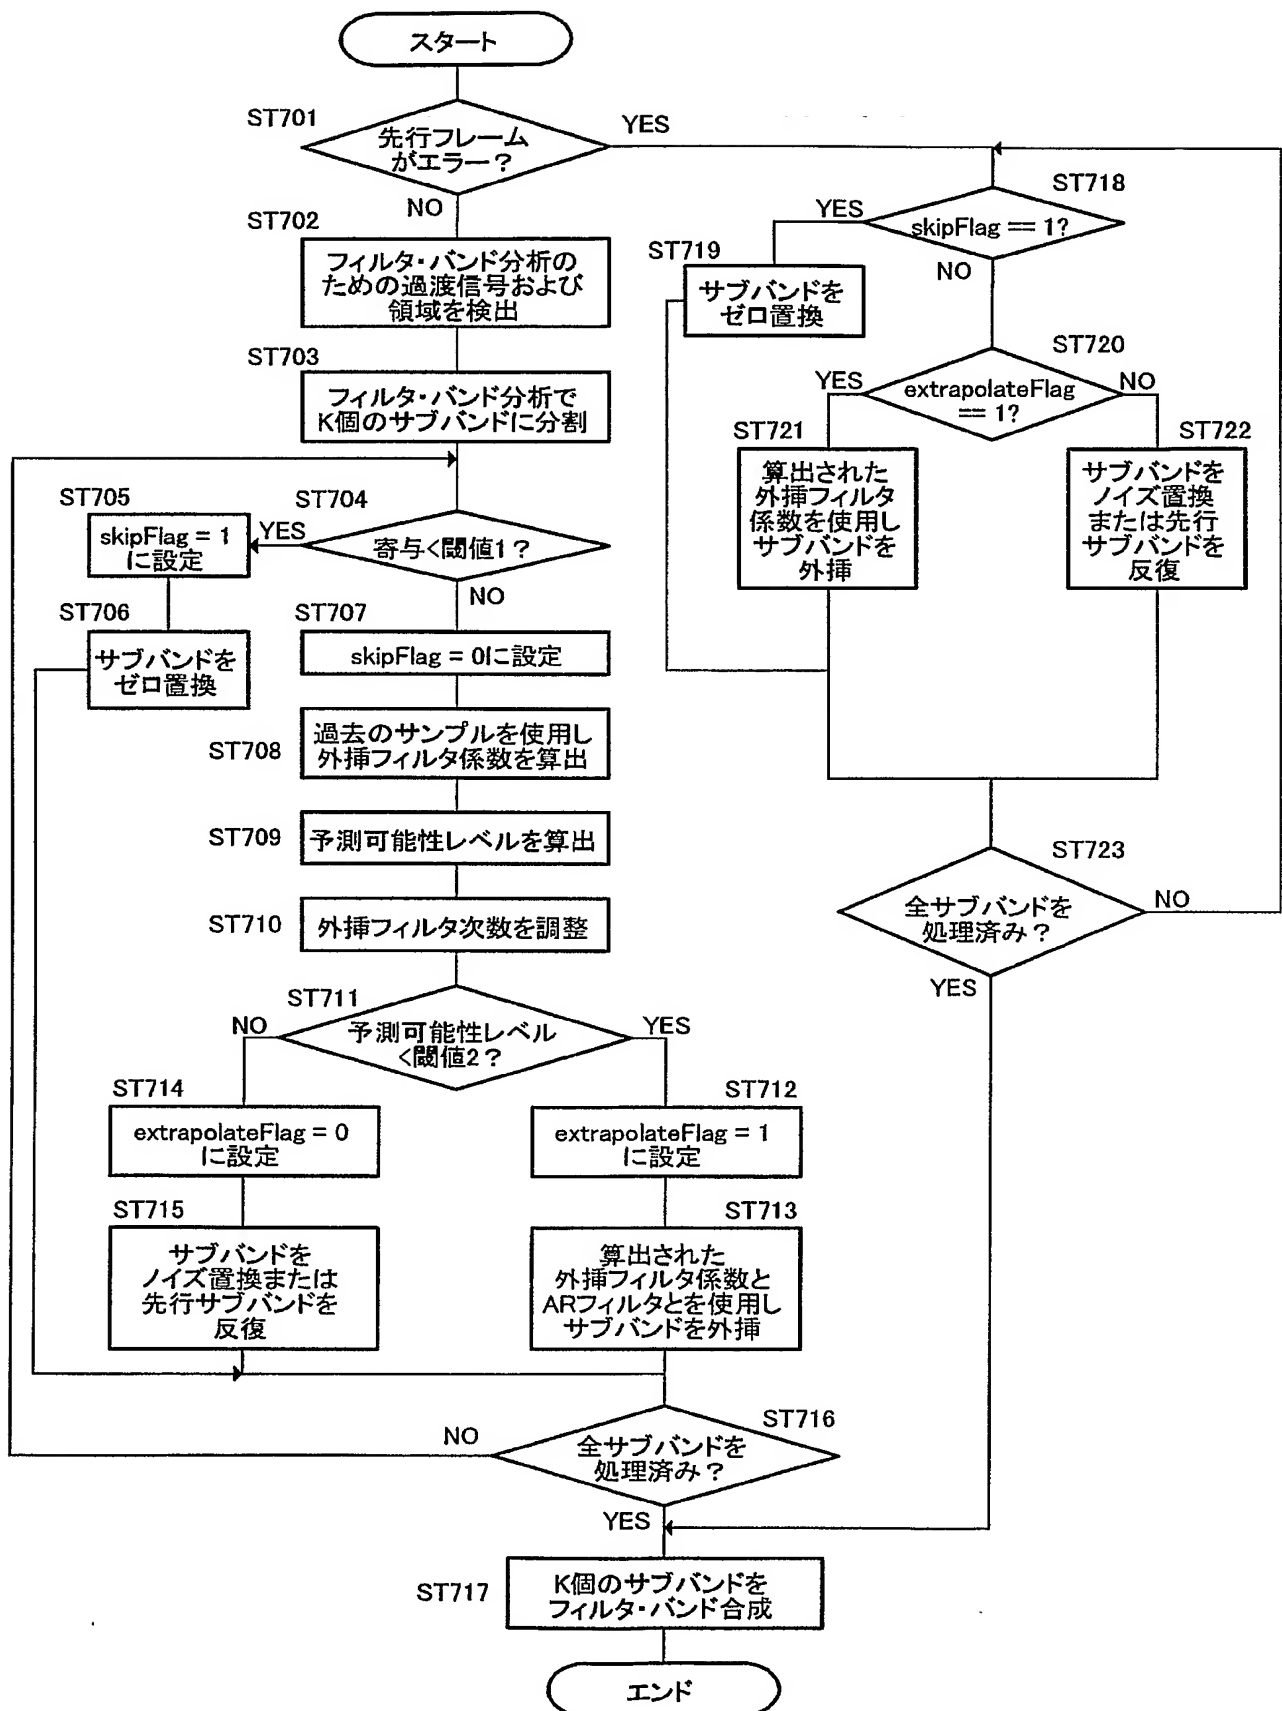 スタート
ST701
先行フレーム
がエラー?
YES
NO
ST702
フィルタ・バンド分析の
ための過渡信号および
領域を検出
ST703
フィルタ・バンド分析で
K個のサブバンドに分割
ST704
寄与<閾値1?
YES
NO
ST705
skipFlag = 1
に設定
ST706
サブバンドを
ゼロ置換
ST707
skipFlag = 0に設定
ST708
過去のサンプルを使用し
外挿フィルタ係数を算出
ST709
予測可能性レベルを算出
ST710
外挿フィルタ次数を調整
ST711
予測可能性レベル
<閾値2?
NO
YES
ST714
extrapolateFlag = 0
に設定
ST715
サブバンドを
ノイズ置換または
先行サブバンドを
反復
ST712
extrapolateFlag = 1
に設定
ST713
算出された
外挿フィルタ係数と
ARフィルタとを使用し
サブバンドを外挿
ST716
全サブバンドを
処理済み?
NO
YES
ST717
K個のサブバンドを
フィルタ・バンド合成
エンド
ST718
skipFlag == 1?
YES
NO
ST719
サブバンドを
ゼロ置換
ST720
extrapolateFlag
== 1?
YES
NO
ST721
算出された
外挿フィルタ
係数を使用し
サブバンドを
外挿
ST722
サブバンドを
ノイズ置換
または先行
サブバンドを
反復
ST723
全サブバンドを
処理済み?
NO
YES